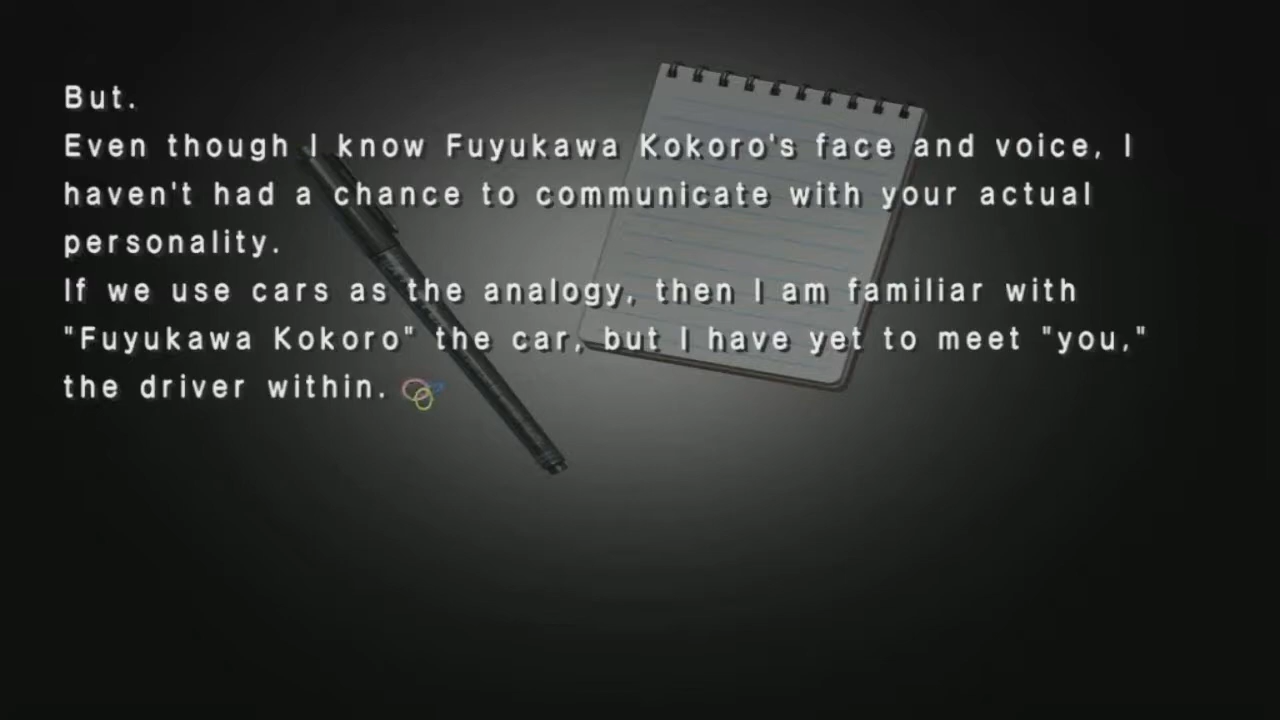 But.
Even though I know Fuyukawa Kokoro's face and voice, I
haven't had a chance to communicate with your actual
personality.
If we use cars as the analogy, then I am familiar with
"Fuyukawa Kokoro" the car, but I have yet to meet "you,"
the driver within.